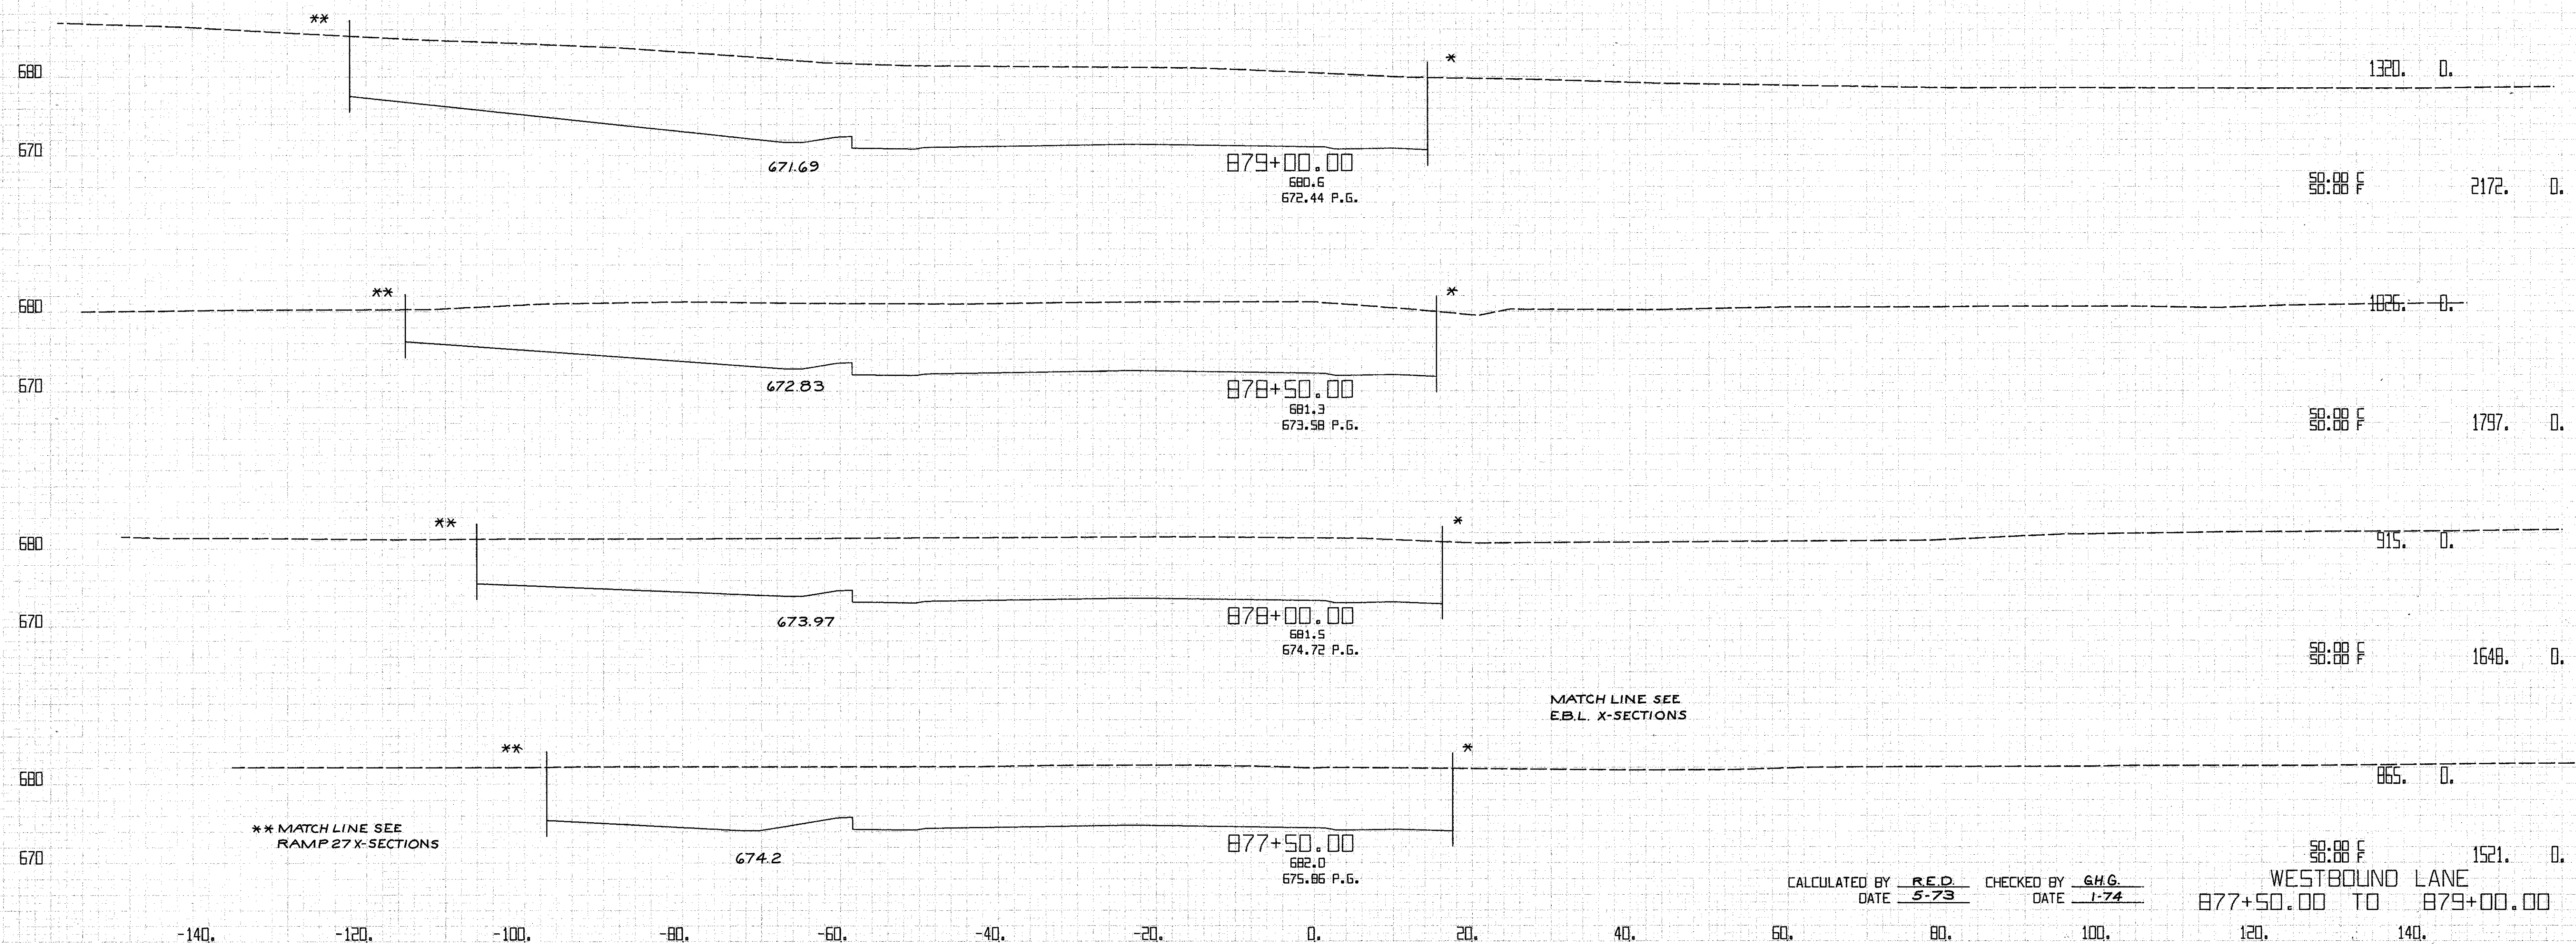 ** *
680 1320. 0.
670
671.69 879+00.00
680.6
672.44 P.G.
50.00 C
50.00 F 2172. 0.
** *
680 1026. 0.
670
672.83 878+50.00
681.3
673.58 P.G.
50.00 C
50.00 F 1797. 0.
** *
680 915. 0.
670
673.97 878+00.00
681.5
674.72 P.G.
50.00 C
50.00 F 1648. 0.
MATCH LINE SEE
E.B.L. X-SECTIONS
** *
680 865. 0.
** MATCH LINE SEE
RAMP 27 X-SECTIONS
670
674.2 877+50.00
682.0
675.86 P.G.
50.00 C
50.00 F 1521. 0.
CALCULATED BY R.E.D. CHECKED BY G.H.G.
DATE 5-73 DATE 1-74
WESTBOUND LANE
877+50.00 TO 879+00.00
-140. -120. -100. -80. -60. -40. -20. 0. 20. 40. 60. 80. 100. 120. 140.